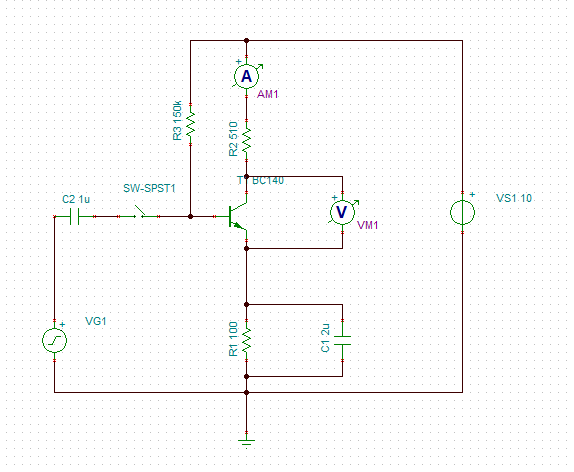 A
AM1
R3 150k
R2 510
T BC140
C2 1u
SW-SPST1
V
VM1
VS1 10
VG1
R1 100
C1 2u